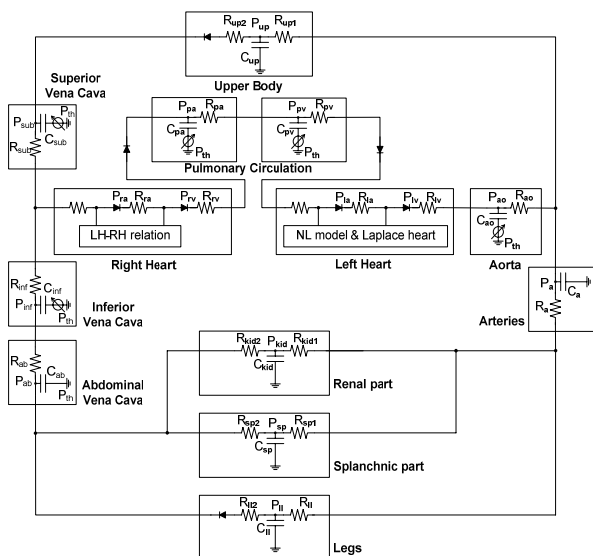 Rup2 Pup Rup1
Cup
Upper Body
Superior
Vena Cava
Psub Pth
Csub
Rsub
Ppa Rpa Ppv Rpv
Cpa Cpv
Pth Pth
Pulmonary Circulation
Pra Rra Prv Rrv
LH-RH relation
Right Heart
Pla Rla Plv Rlv
NL model & Laplace heart
Left Heart
Pao Rao
Cao
Pth
Aorta
Pa
Ca
Ra
Arteries
Rinf Cinf
Pinf
Pth
Inferior
Vena Cava
Rab
Cab
Pab
Pth
Abdominal
Vena Cava
Rkid2 Pkid Rkid1
Ckid
Renal part
Rsp2 Psp Rsp1
Csp
Splanchnic part
Rll2 Pll Rll
Cll
Legs